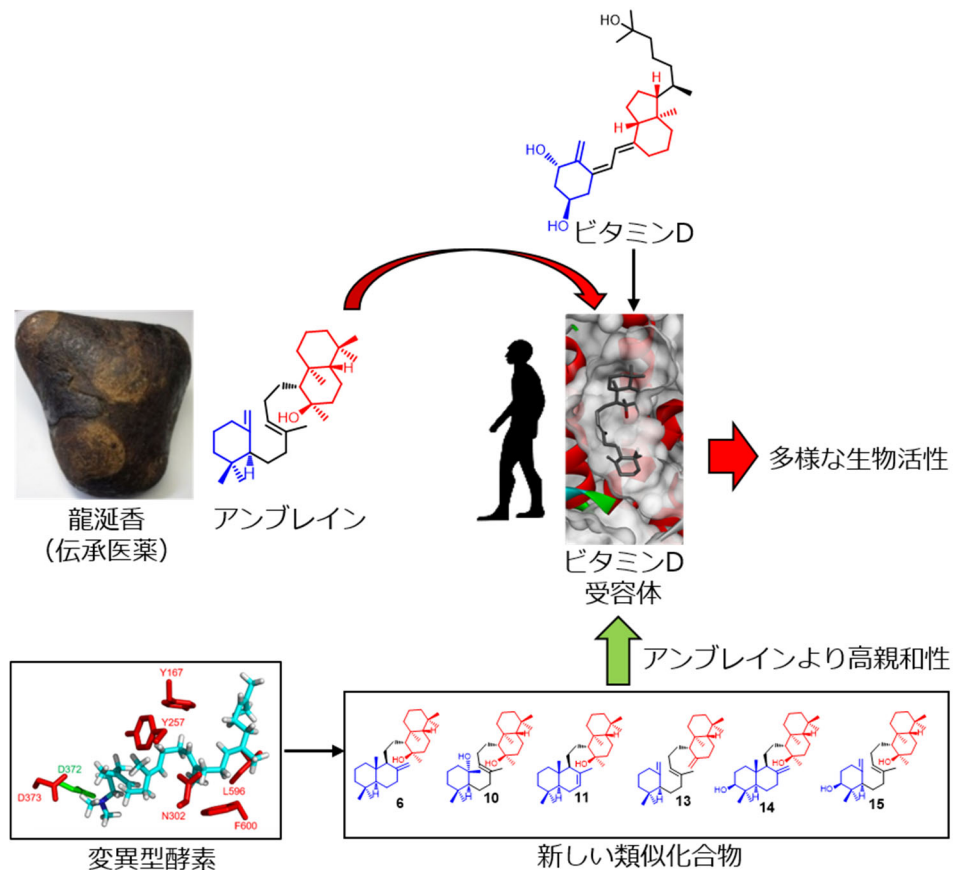 HO
H
H
HO
HO
ビタミンD
H
HO
H
龍涎香
(伝承医薬)
アンブレイン
多様な生物活性
ビタミンD
受容体
アンブレインより高親和性
Y167
Y257
D372
D373
L596
N302
F600
変異型酵素
H
HO
H
6
H
OH
HO
H
10
H
HO
H
11
H
H
13
H
HO
HO
H
14
H
HO
HO
H
15
新しい類似化合物